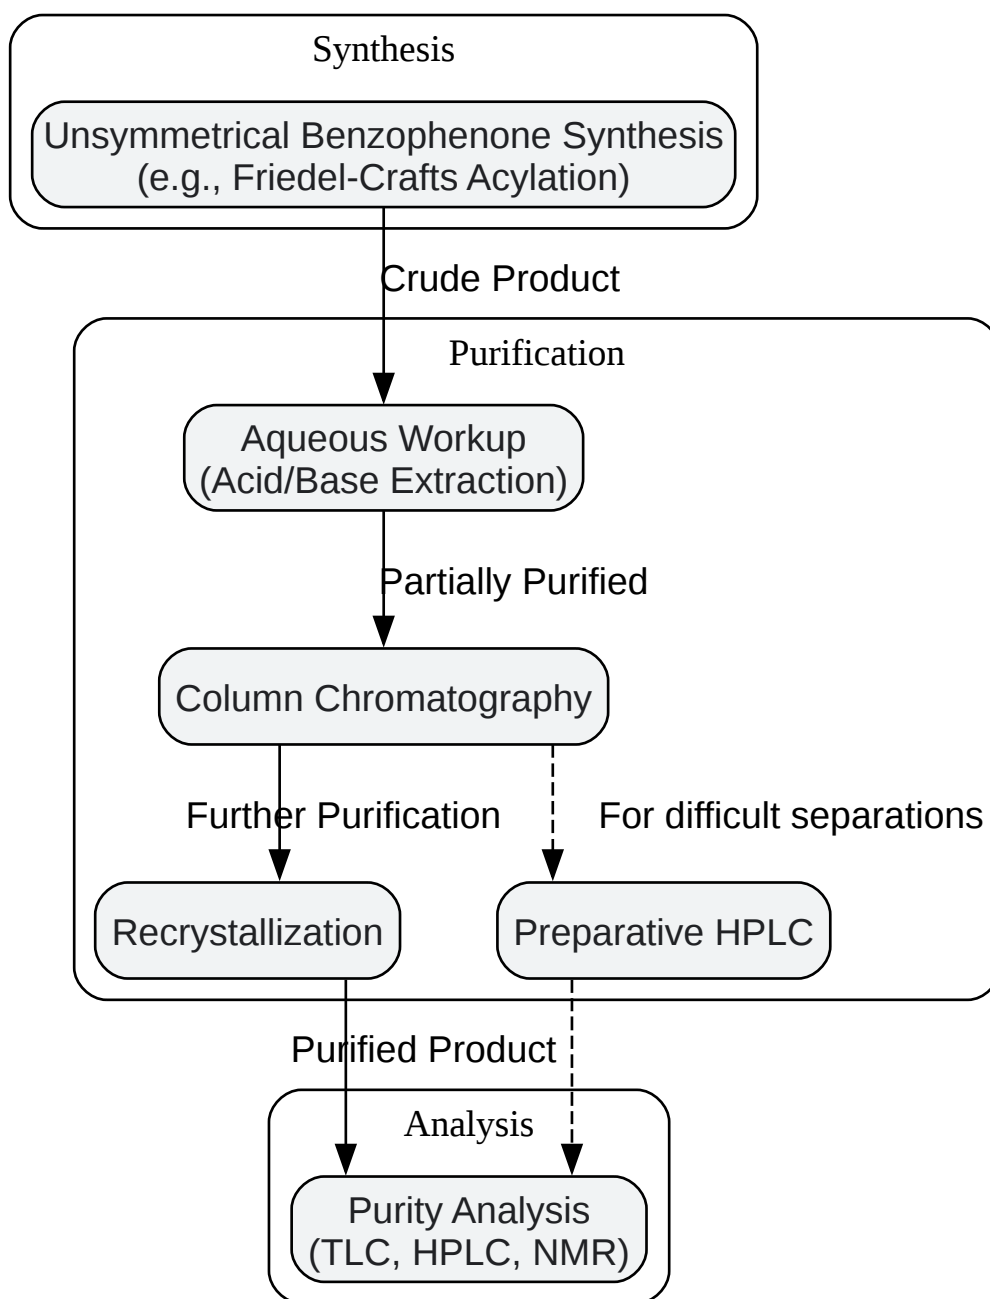 Synthesis
Unsymmetrical Benzophenone Synthesis
(e.g., Friedel-Crafts Acylation)
Crude Product
Purification
Aqueous Workup
(Acid/Base Extraction)
Partially Purified
Column Chromatography
Further Purification
For difficult separations
Recrystallization
Preparative HPLC
Purified Product
Analysis
Purity Analysis
(TLC, HPLC, NMR)